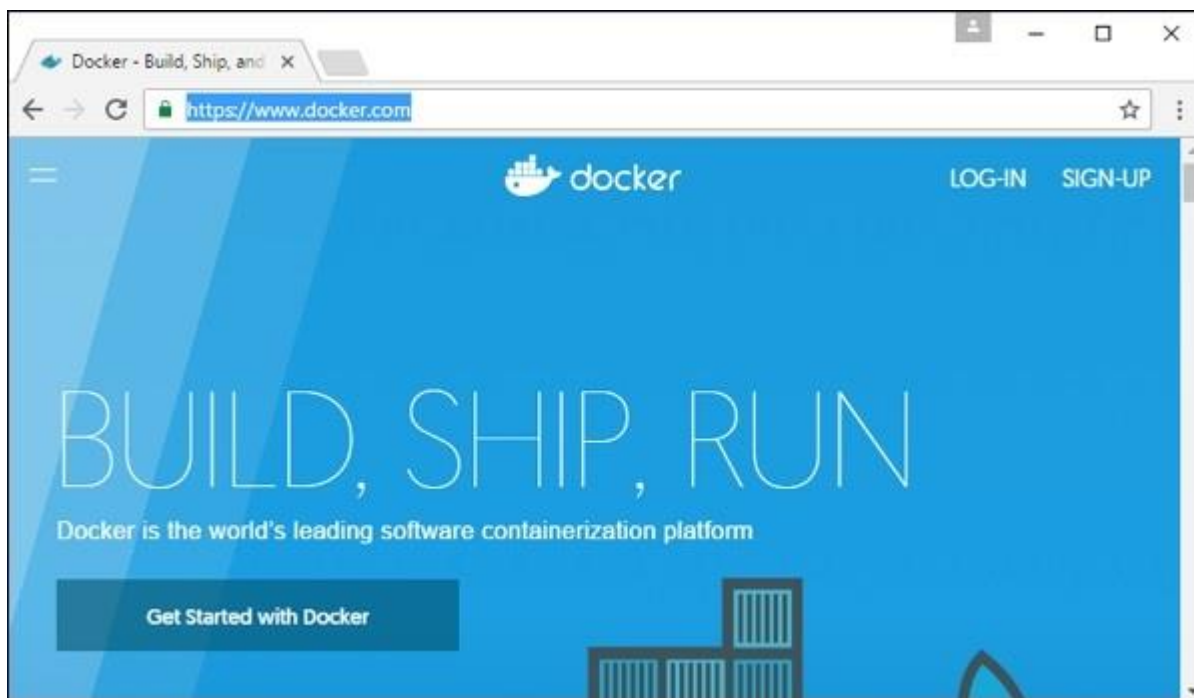 Docker - Build, Ship, and
https://www.docker.com
docker
LOG-IN SIGN-UP
BUILD, SHIP, RUN
Docker is the world's leading software containerization platform
Get Started with Docker